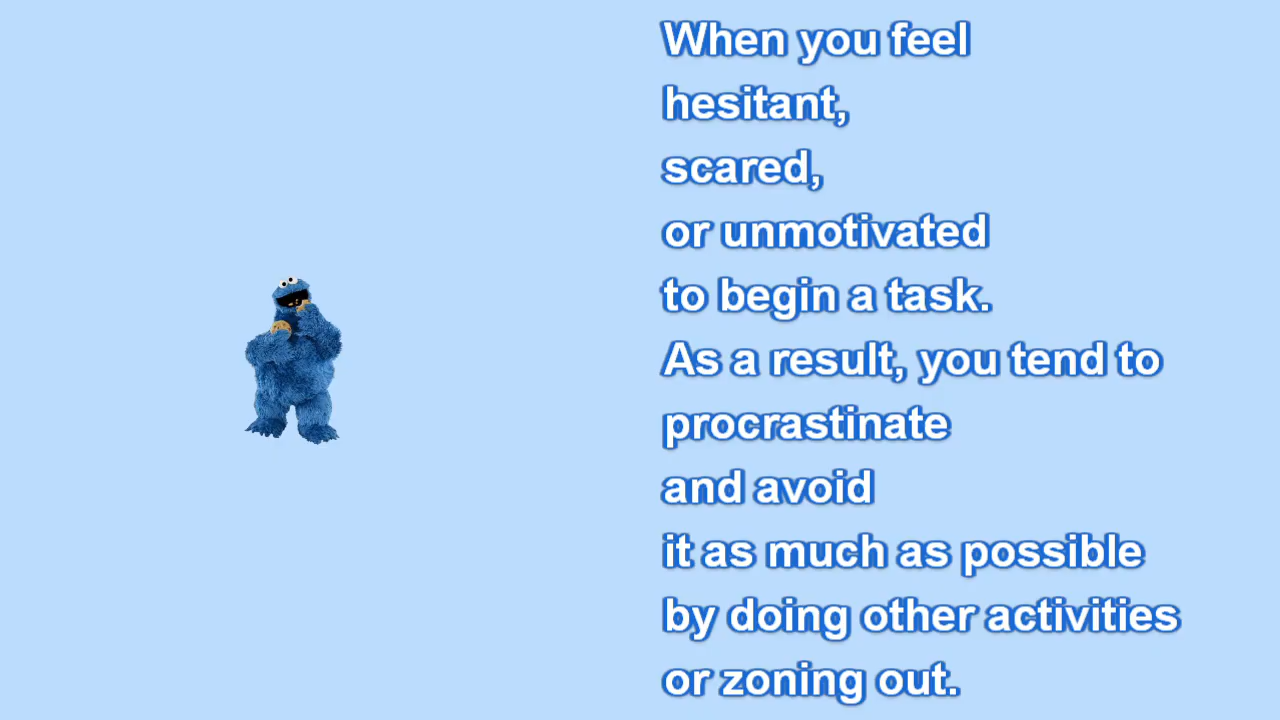 When you feel
hesitant,
scared,
or unmotivated
to begin a task.
As a result, you tend to
procrastinate
and avoid
it as much as possible
by doing other activities
or zoning out.